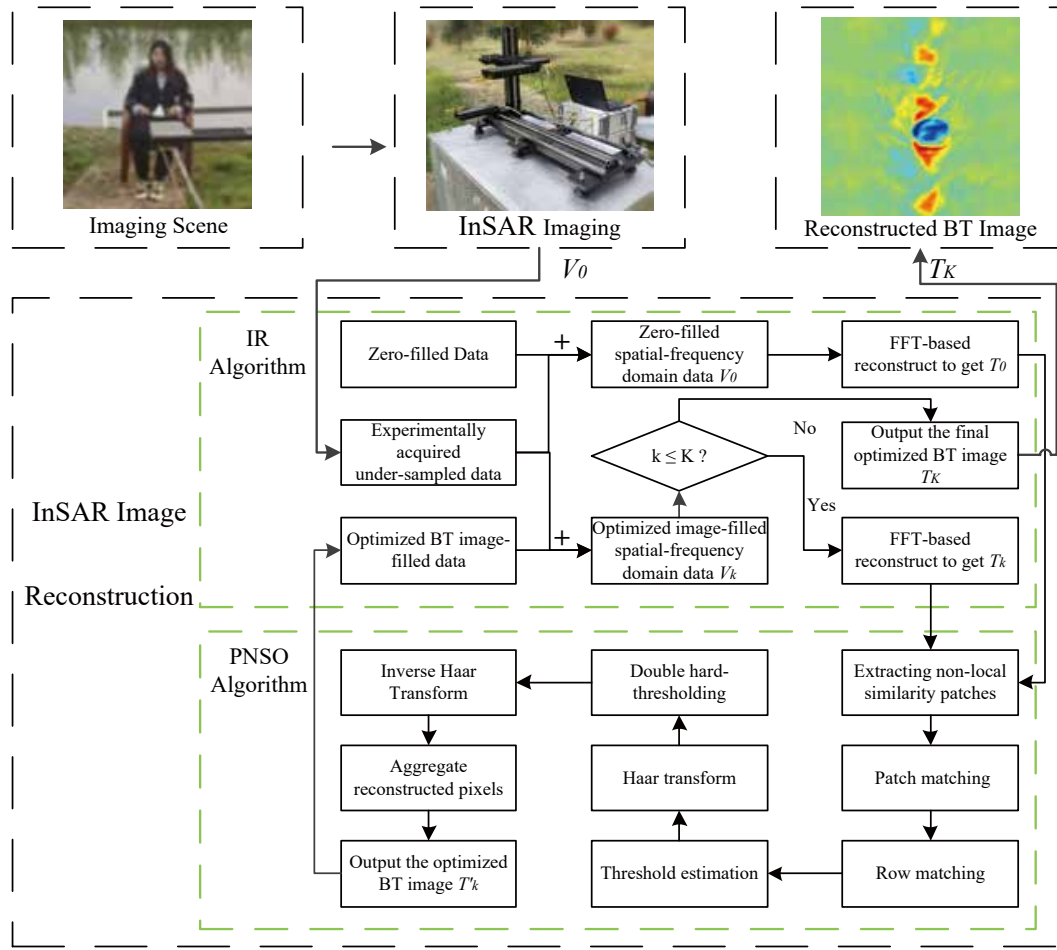 Imaging Scene
InSAR Imaging
Reconstructed BT Image
V0
TK
InSAR Image
Reconstruction
IR
Algorithm
Zero-filled Data
+
Zero-filled
spatial-frequency
domain data V0
FFT-based
reconstruct to get T0
Experimentally
acquired
under-sampled data
k ≤ K ?
No
Yes
Output the final
optimized BT image
TK
Optimized BT image-
filled data
+
Optimized image-filled
spatial-frequency
domain data Vk
FFT-based
reconstruct to get Tk
PNSO
Algorithm
Extracting non-local
similarity patches
Patch matching
Row matching
Threshold estimation
Haar transform
Double hard-
thresholding
Inverse Haar
Transform
Aggregate
reconstructed pixels
Output the optimized
BT image T'k